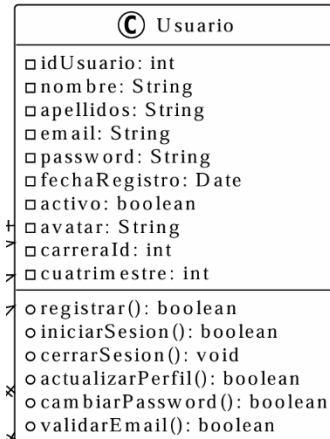 C Usuario
idUsuario: int
nombre: String
apellidos: String
email: String
password: String
fechaRegistro: Date
activo: boolean
avatar: String
carreraId: int
cuatrimestre: int
registrar(): boolean
iniciarSesion(): boolean
cerrarSesion(): void
actualizarPerfil(): boolean
cambiarPassword(): boolean
validarEmail(): boolean